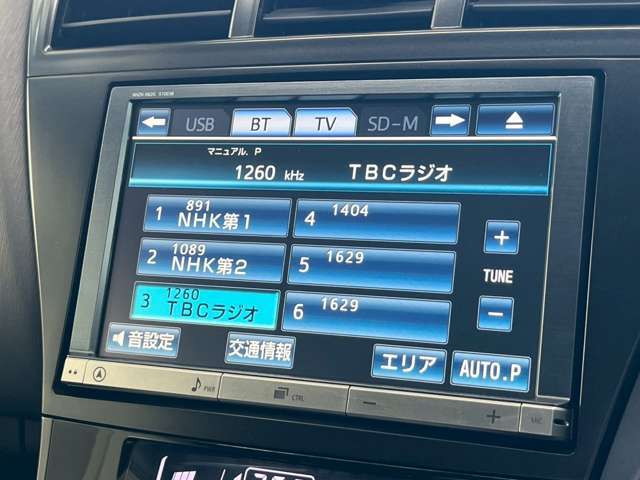 USB BT TV SD-M
マニュアル. P
1260 kHz TBCラジオ
1 891 NHK第1
2 1089 NHK第2
3 1260 TBCラジオ
4 1404
5 1629
6 1629
+
TUNE
−
音設定 交通情報 エリア AUTO.P
PWR CTRL − + MIC